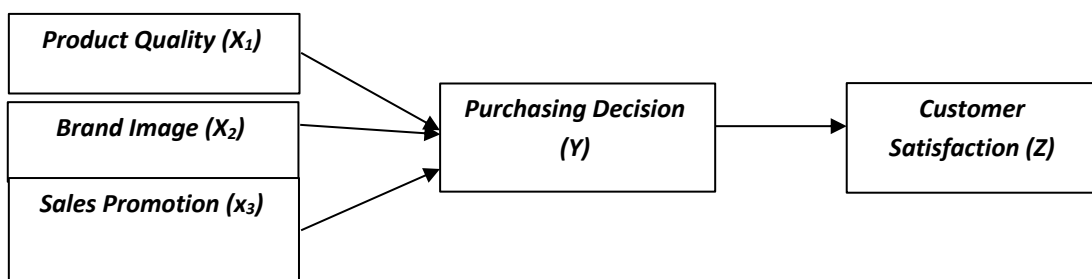 Product Quality (X₁)
Brand Image (X₂)
Sales Promotion (x₃)
Purchasing Decision
(Y)
Customer
Satisfaction (Z)